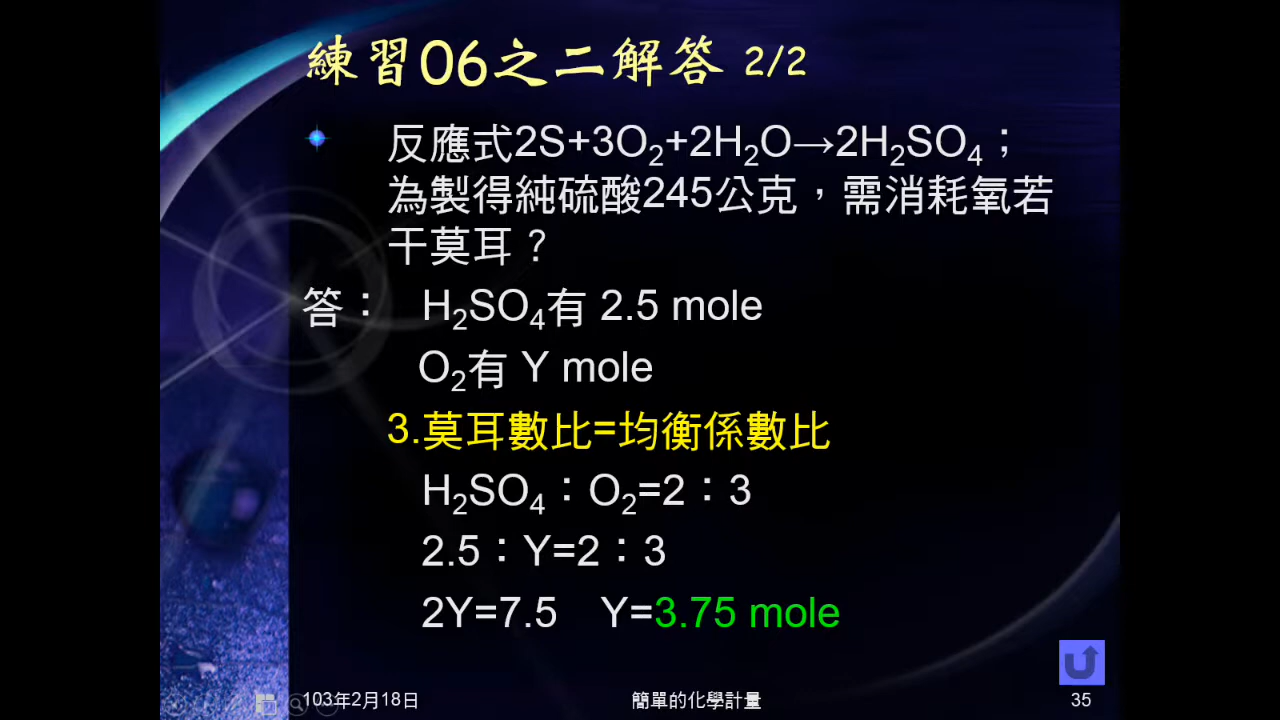 練習06之二解答 2/2
反應式2S+3O₂+2H₂O→2H₂SO₄；
為製得純硫酸245公克，需消耗氧若
干莫耳？
答： H₂SO₄有 2.5 mole
O₂有 Y mole
3.莫耳數比=均衡係數比
H₂SO₄：O₂=2：3
2.5：Y=2：3
2Y=7.5 Y=3.75 mole
103年2月18日 簡單的化學計量 35